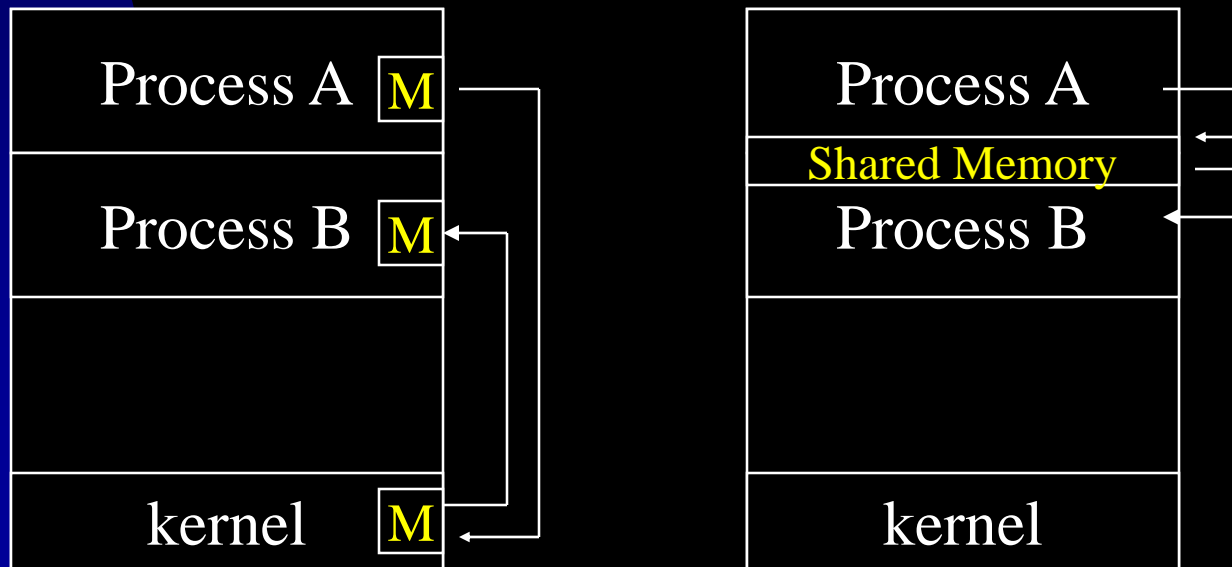 Process A M
Process B M
kernel M
Process A
Shared Memory
Process B
kernel